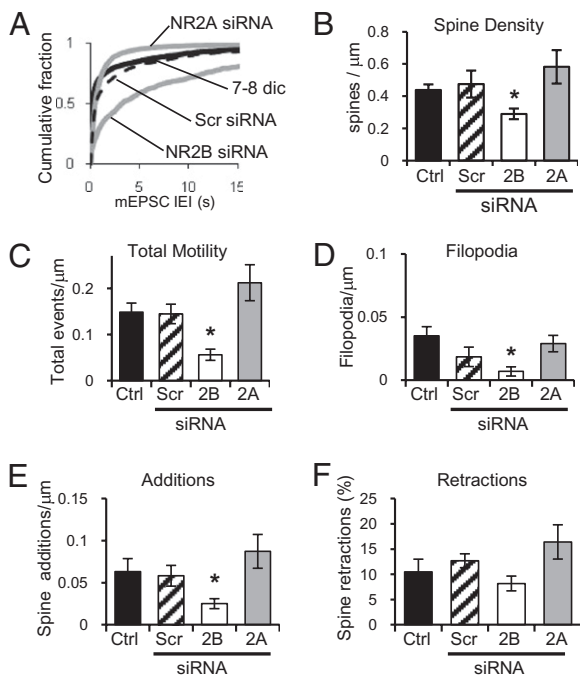 A
NR2A siRNA
Cumulative fraction
1
0.5
0
7-8 dic
Scr siRNA
NR2B siRNA
0
5
10
15
mEPSC IEI (s)
B
Spine Density
spines / μm
0.8
0.6
0.4
0.2
0
*
Ctrl Scr 2B 2A
siRNA
C
Total Motility
Total events/μm
0.2
0.1
0
*
Ctrl Scr 2B 2A
siRNA
D
Filopodia
Filopodia/μm
0.1
0.05
0
*
Ctrl Scr 2B 2A
siRNA
E
Additions
Spine additions/μm
0.15
0.1
0.05
0
*
Ctrl Scr 2B 2A
siRNA
F
Retractions
Spine retractions (%)
25
20
15
10
5
0
Ctrl Scr 2B 2A
siRNA